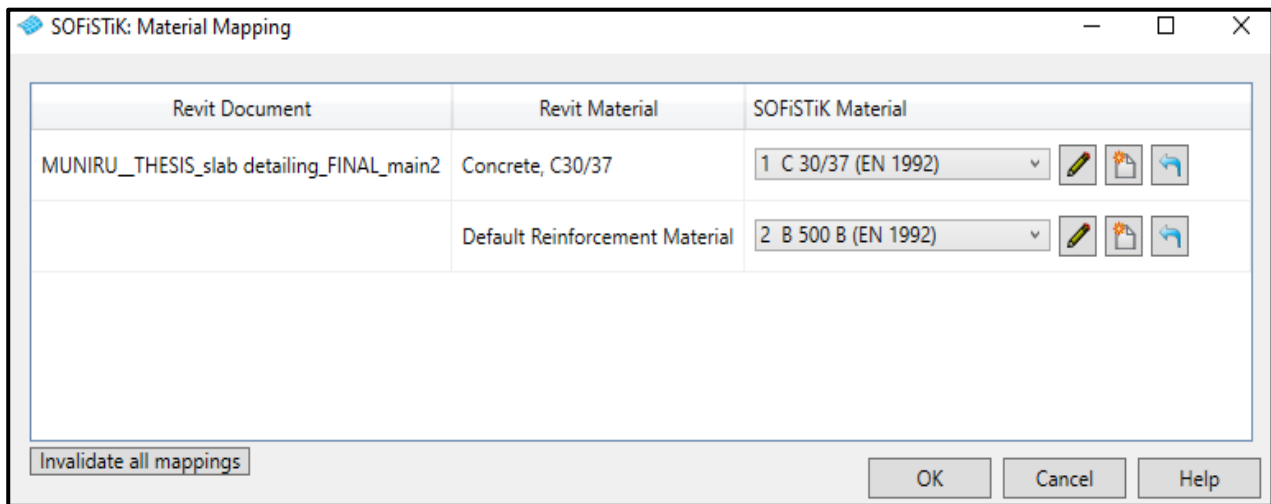 SOFiSTiK: Material Mapping
Revit Document Revit Material SOFiSTiK Material
MUNIRU__THESIS_slab detailing_FINAL_main2 Concrete, C30/37 1 C 30/37 (EN 1992)
Default Reinforcement Material 2 B 500 B (EN 1992)
Invalidate all mappings
OK Cancel Help